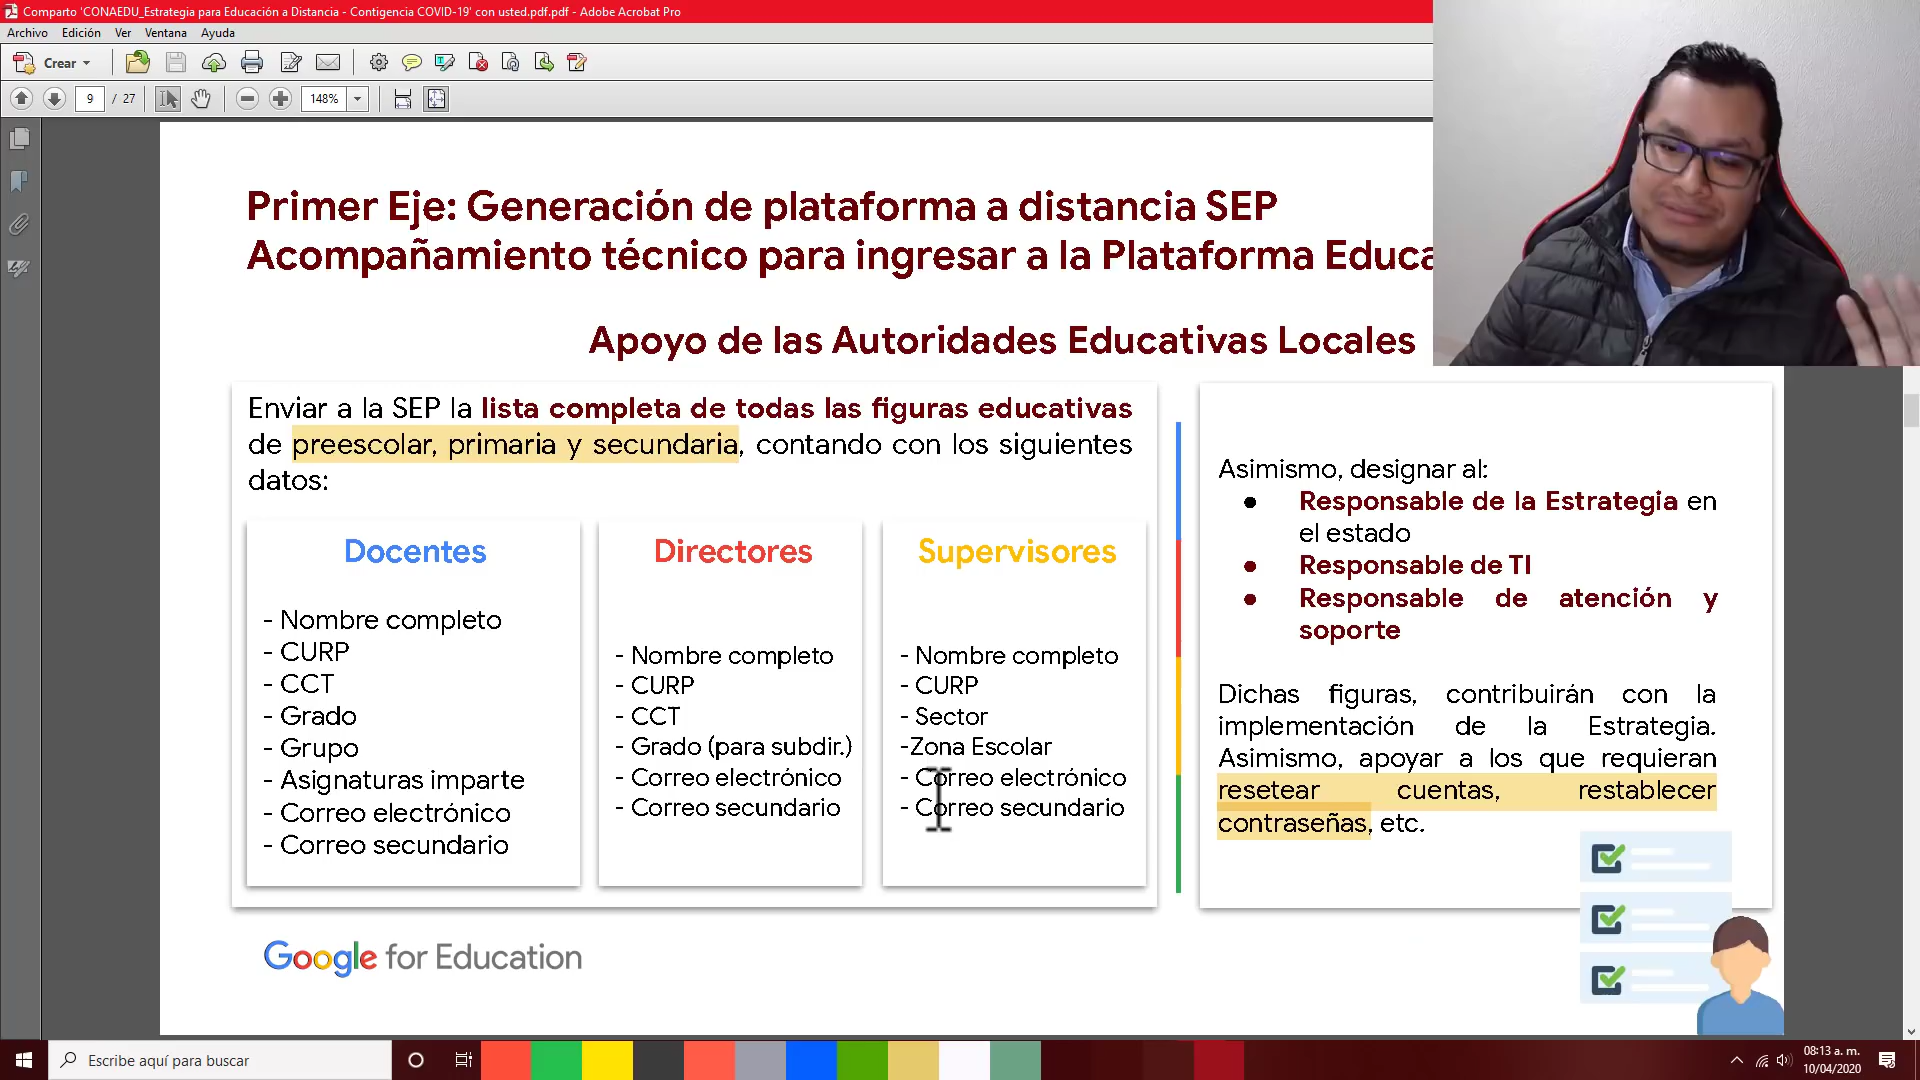 Comparto 'CONAEDU_Estrategia para Educación a Distancia - Contigencia COVID-19' con usted.pdf.pdf - Adobe Acrobat Pro
Archivo Edición Ver Ventana Ayuda
Crear
9 / 27 148%
Primer Eje: Generación de plataforma a distancia SEP
Acompañamiento técnico para ingresar a la Plataforma Educa
Apoyo de las Autoridades Educativas Locales
Enviar a la SEP la lista completa de todas las figuras educativas
de preescolar, primaria y secundaria, contando con los siguientes
datos:
Docentes
- Nombre completo
- CURP
- CCT
- Grado
- Grupo
- Asignaturas imparte
- Correo electrónico
- Correo secundario
Directores
- Nombre completo
- CURP
- CCT
- Grado (para subdir.)
- Correo electrónico
- Correo secundario
Supervisores
- Nombre completo
- CURP
- Sector
-Zona Escolar
- Correo electrónico
- Correo secundario
Asimismo, designar al:
● Responsable de la Estrategia en
el estado
● Responsable de TI
● Responsable de atención y
soporte
Dichas figuras, contribuirán con la
implementación de la Estrategia.
Asimismo, apoyar a los que requieran
resetear cuentas, restablecer
contraseñas, etc.
Google for Education
Escribe aquí para buscar
08:13 a. m.
10/04/2020